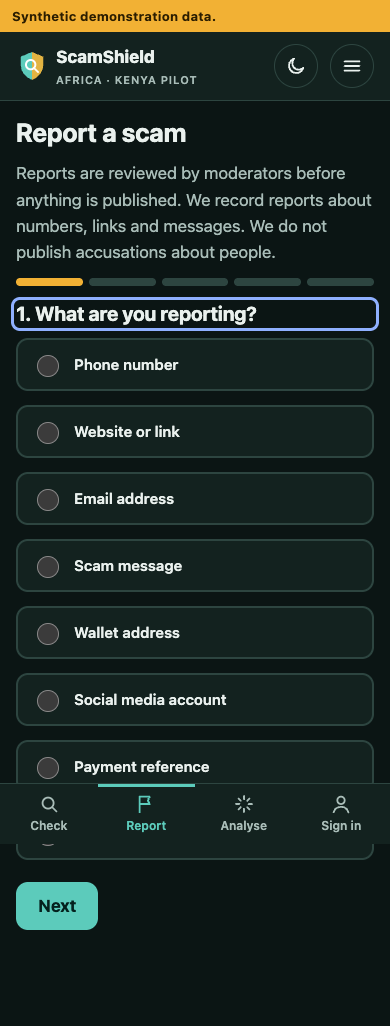 Synthetic demonstration data.
ScamShield
AFRICA · KENYA PILOT
Report a scam
Reports are reviewed by moderators before
anything is published. We record reports about
numbers, links and messages. We do not
publish accusations about people.
1. What are you reporting?
Phone number
Website or link
Email address
Scam message
Wallet address
Social media account
Payment reference
Check
Report
Analyse
Sign in
Next